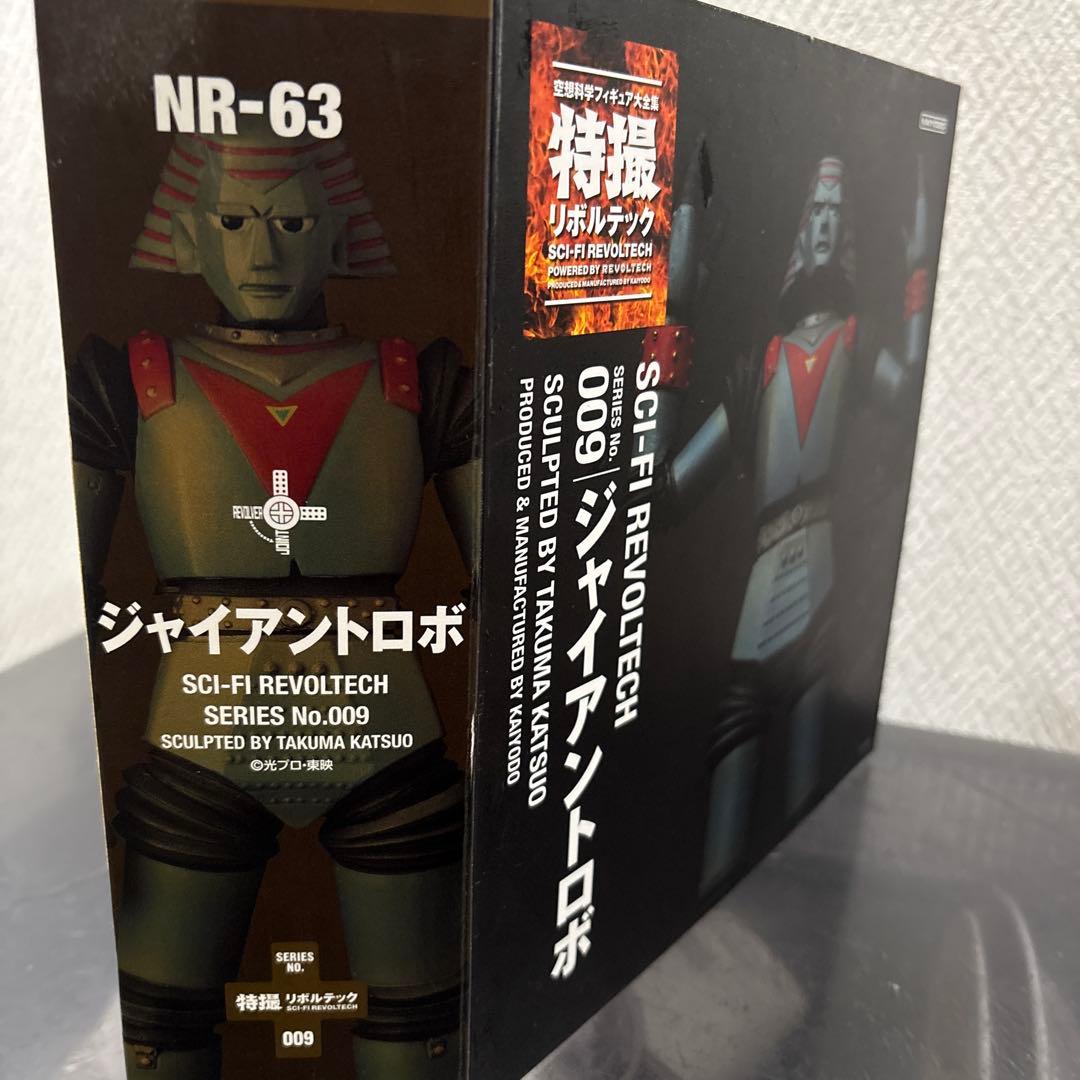 NR-63
REVOLVER
JOINT
ジャイアントロボ
SCI-FI REVOLTECH
SERIES No.009
SCULPTED BY TAKUMA KATSUO
©光プロ・東映
SERIES
NO.
特撮 リボルテック
SCI-FI REVOLTECH
009
空想科学フィギュア大全集
特撮
リボルテック
SCI-FI REVOLTECH
POWERED BY REVOLTECH
PRODUCED & MANUFACTURED BY KAIYODO
SCI-FI REVOLTECH
SERIES No.
009 ジャイアントロボ
SCULPTED BY TAKUMA KATSUO
PRODUCED & MANUFACTURED BY KAIYODO